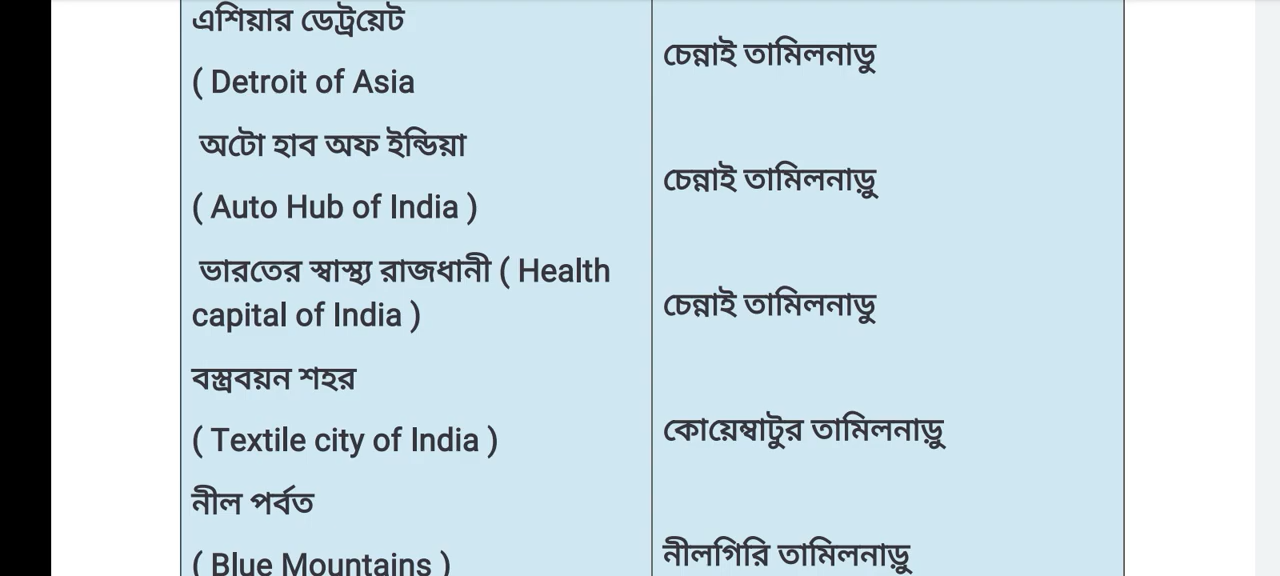 এশিয়ার ডেট্রয়েট
( Detroit of Asia
চেন্নাই তামিলনাড়ু
অটো হাব অফ ইন্ডিয়া
( Auto Hub of India )
চেন্নাই তামিলনাড়ু
ভারতের স্বাস্থ্য রাজধানী ( Health
capital of India )
চেন্নাই তামিলনাড়ু
বস্ত্রবয়ন শহর
( Textile city of India )
কোয়েম্বাটুর তামিলনাড়ু
নীল পর্বত
( Blue Mountains )
নীলগিরি তামিলনাড়ু